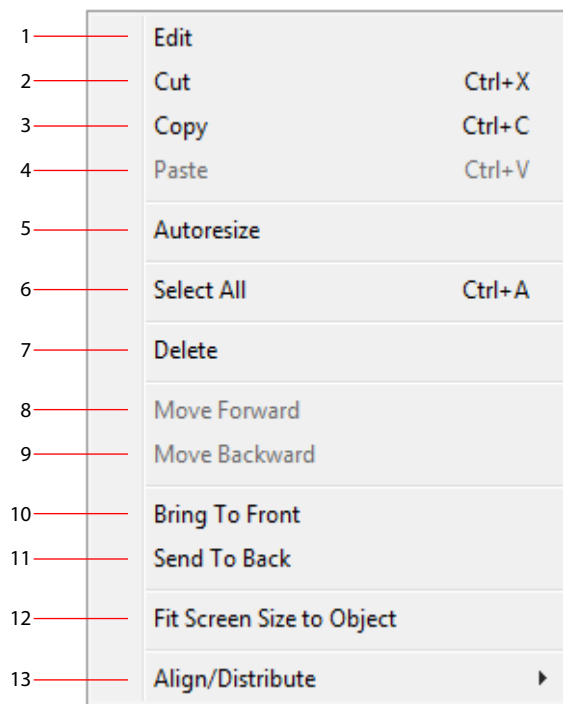 1 Edit
2 Cut Ctrl+X
3 Copy Ctrl+C
4 Paste Ctrl+V
5 Autoresize
6 Select All Ctrl+A
7 Delete
8 Move Forward
9 Move Backward
10 Bring To Front
11 Send To Back
12 Fit Screen Size to Object
13 Align/Distribute